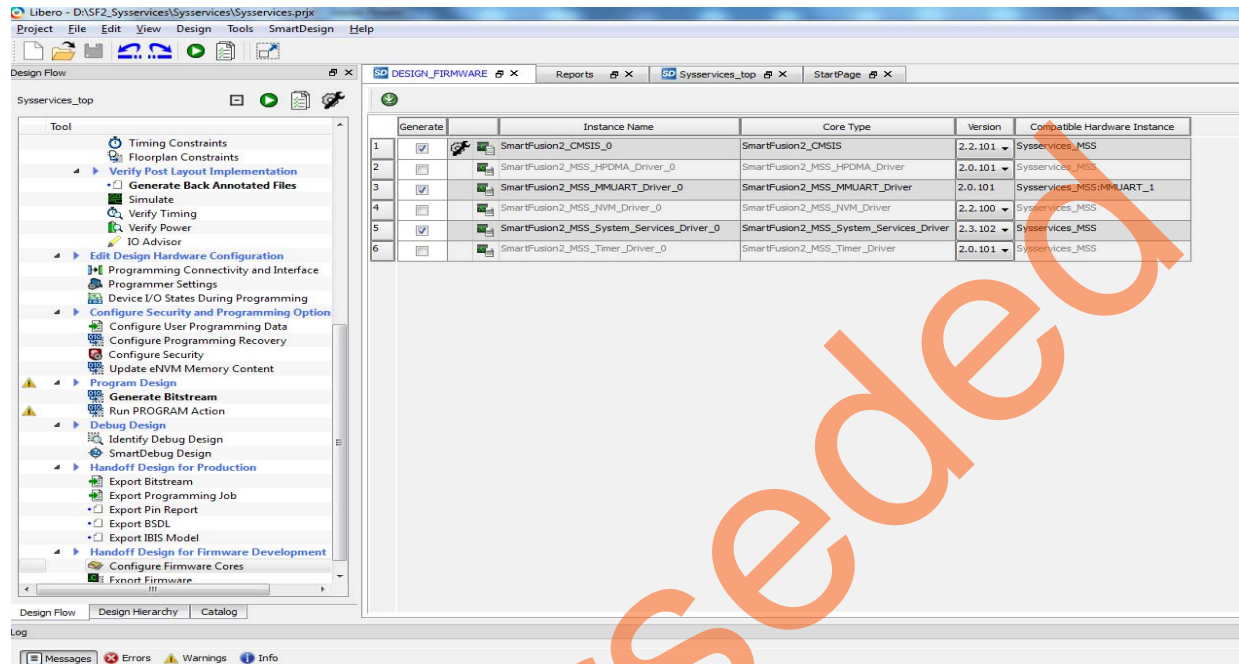 Libero - D:\SF2_Sysservices\Sysservices\Sysservices.prjx
Project File Edit View Design Tools SmartDesign Help
Design Flow
DESIGN_FIRMWARE Reports Sysservices_top StartPage
Sysservices_top
Tool
Timing Constraints
Floorplan Constraints
Verify Post Layout Implementation
Generate Back Annotated Files
Simulate
Verify Timing
Verify Power
IO Advisor
Edit Design Hardware Configuration
Programming Connectivity and Interface
Programmer Settings
Device I/O States During Programming
Configure Security and Programming Option
Configure User Programming Data
Configure Programming Recovery
Configure Security
Update eNVM Memory Content
Program Design
Generate Bitstream
Run PROGRAM Action
Debug Design
Identify Debug Design
SmartDebug Design
Handoff Design for Production
Export Bitstream
Export Programming Job
Export Pin Report
Export BSDL
Export IBIS Model
Handoff Design for Firmware Development
Configure Firmware Cores
Export Firmware
Design Flow Design Hierarchy Catalog
Generate Instance Name Core Type Version Compatible Hardware Instance
1 SmartFusion2_CMSIS_0 SmartFusion2_CMSIS 2.2.101 Sysservices_MSS
2 SmartFusion2_MSS_HPDMA_Driver_0 SmartFusion2_MSS_HPDMA_Driver 2.0.101 Sysservices_MSS
3 SmartFusion2_MSS_MMUART_Driver_0 SmartFusion2_MSS_MMUART_Driver 2.0.101 Sysservices_MSS:MMUART_1
4 SmartFusion2_MSS_NVM_Driver_0 SmartFusion2_MSS_NVM_Driver 2.2.100 Sysservices_MSS
5 SmartFusion2_MSS_System_Services_Driver_0 SmartFusion2_MSS_System_Services_Driver 2.3.102 Sysservices_MSS
6 SmartFusion2_MSS_Timer_Driver_0 SmartFusion2_MSS_Timer_Driver 2.0.101 Sysservices_MSS
Log
Messages Errors Warnings Info
seded